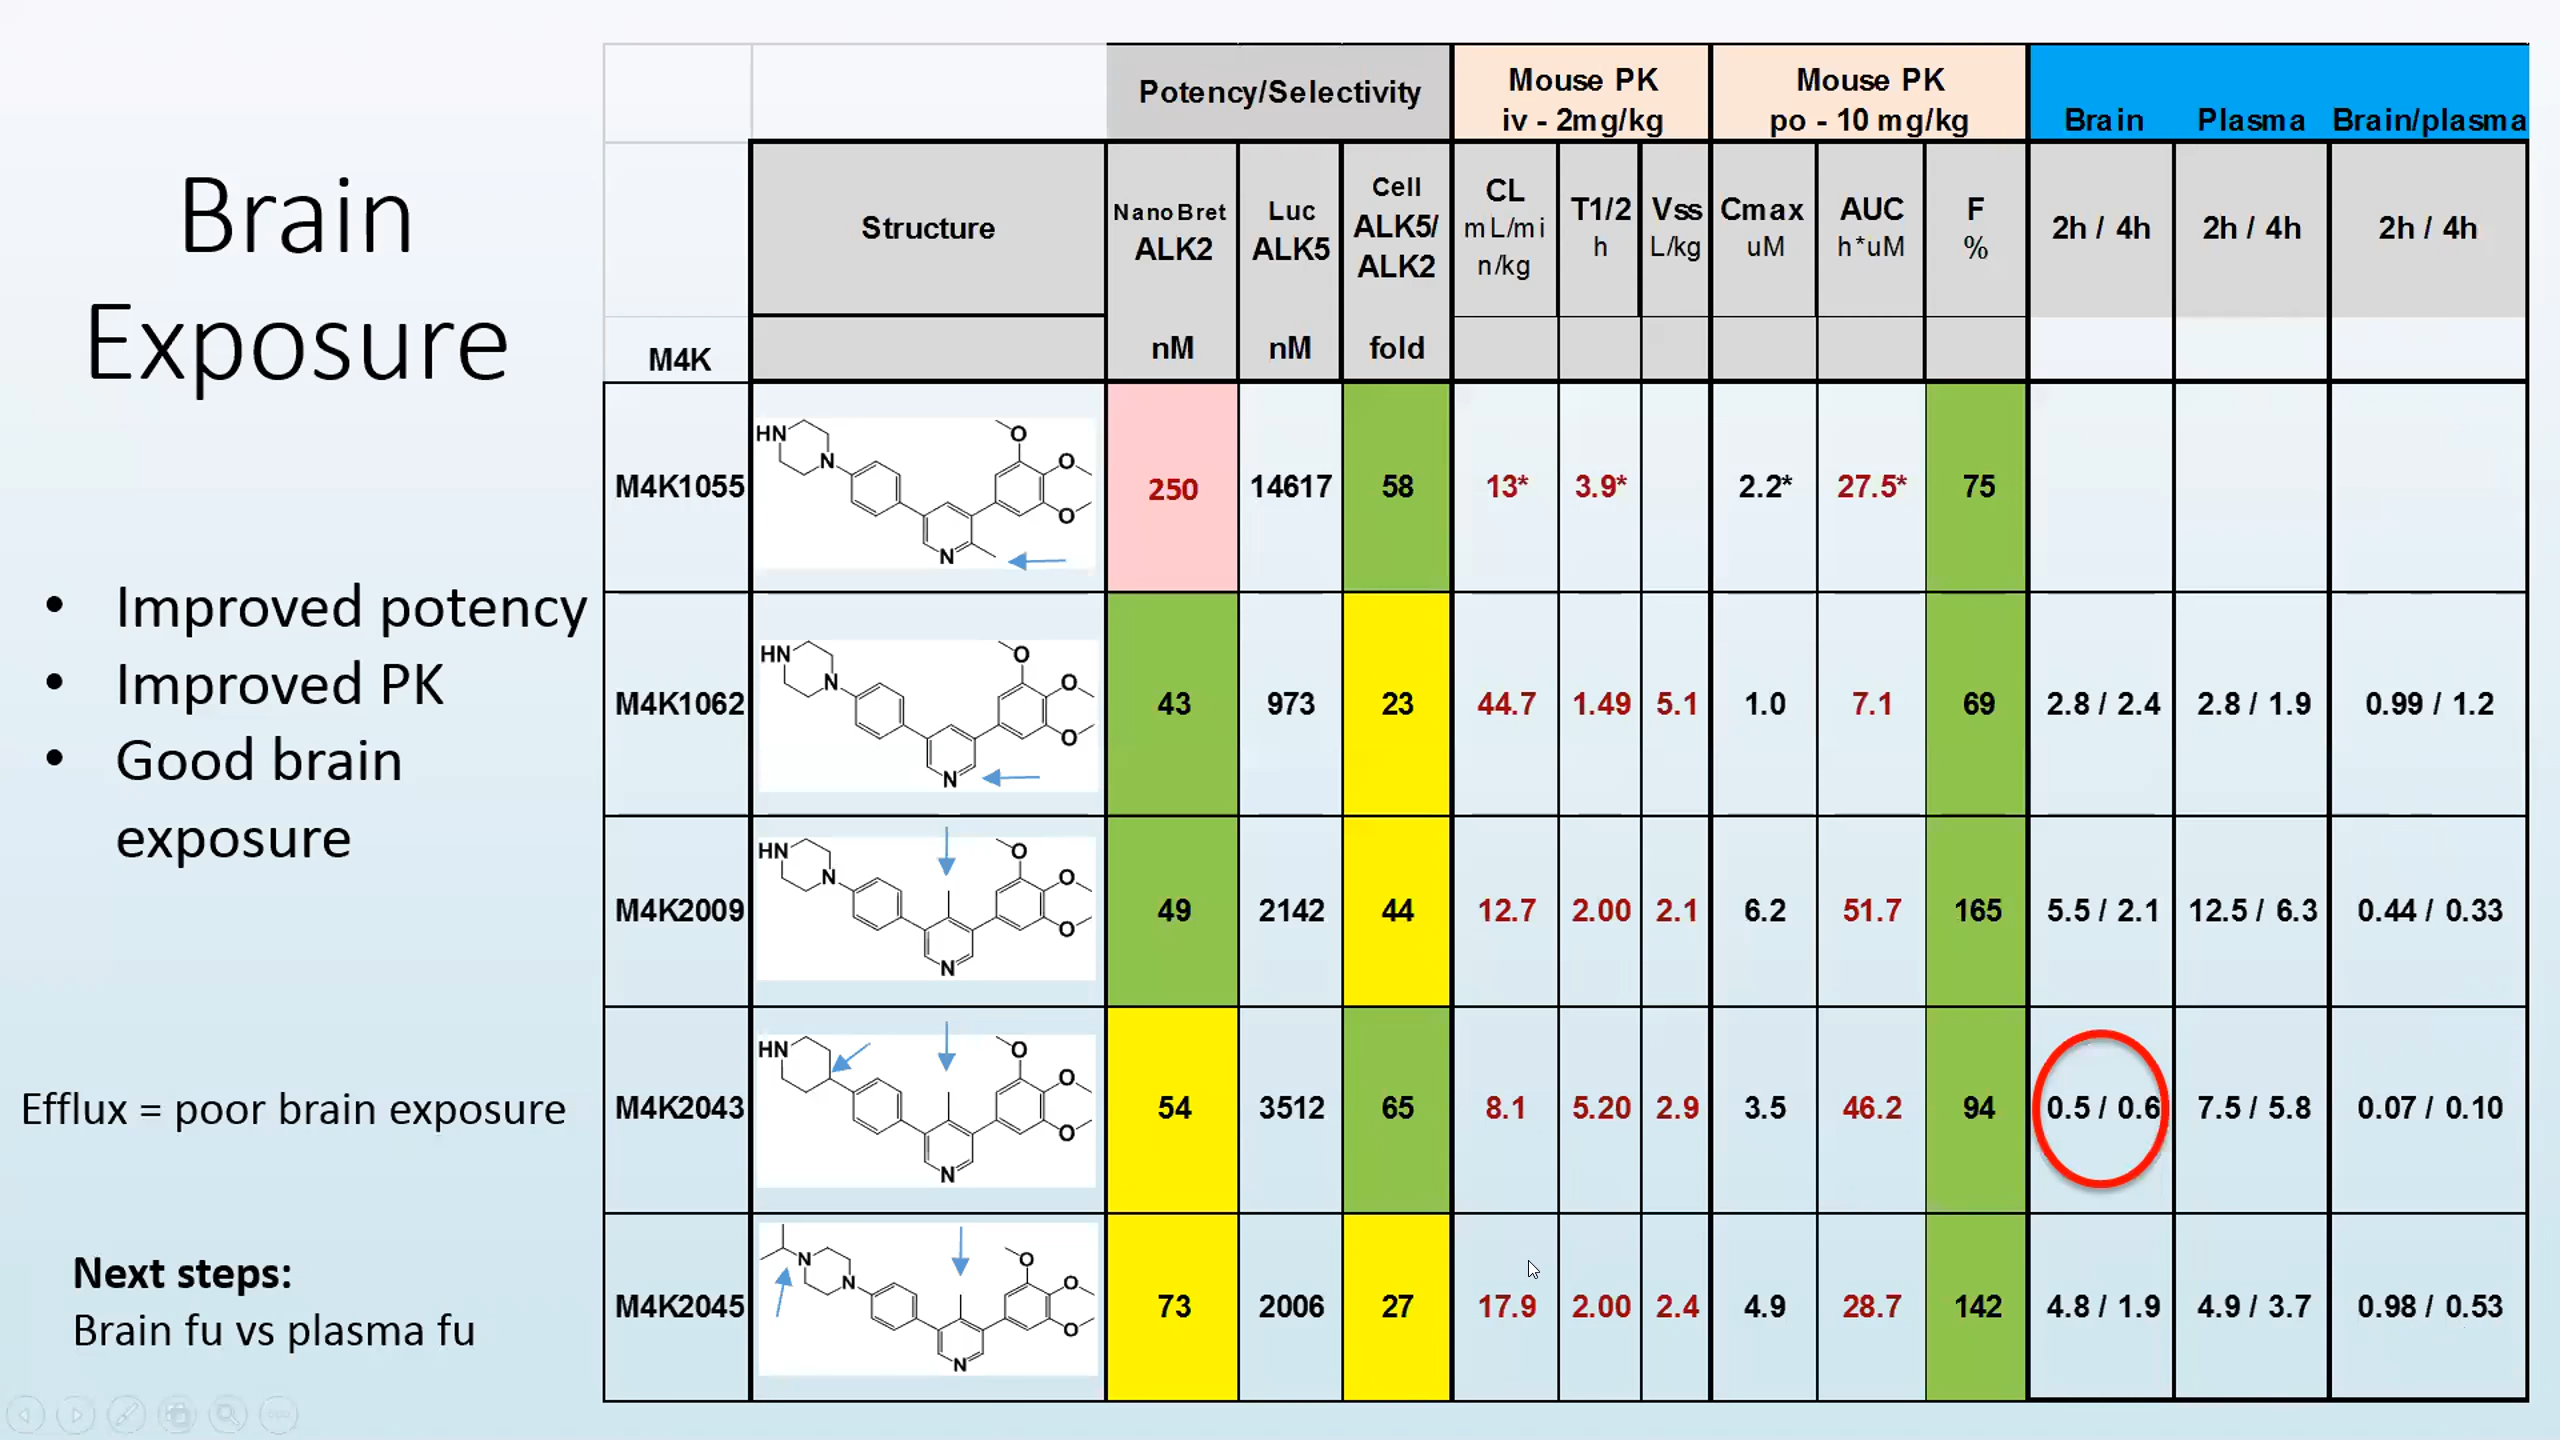 Brain
Exposure
• Improved potency
• Improved PK
• Good brain
exposure
Efflux = poor brain exposure
Next steps:
Brain fu vs plasma fu
Potency/Selectivity
Mouse PK
iv - 2mg/kg
Mouse PK
po - 10 mg/kg
Brain Plasma Brain/plasma
Structure
NanoBret
ALK2
nM
Luc
ALK5
nM
Cell
ALK5/
ALK2
fold
CL
mL/mi
n/kg
T1/2
h
Vss
L/kg
Cmax
uM
AUC
h*uM
F
%
2h / 4h 2h / 4h 2h / 4h
M4K
M4K1055 250 14617 58 13* 3.9* 2.2* 27.5* 75
HN N O O O N
M4K1062 43 973 23 44.7 1.49 5.1 1.0 7.1 69 2.8 / 2.4 2.8 / 1.9 0.99 / 1.2
HN N O O O N
M4K2009 49 2142 44 12.7 2.00 2.1 6.2 51.7 165 5.5 / 2.1 12.5 / 6.3 0.44 / 0.33
HN N O O O N
M4K2043 54 3512 65 8.1 5.20 2.9 3.5 46.2 94 0.5 / 0.6 7.5 / 5.8 0.07 / 0.10
HN O O O N
M4K2045 73 2006 27 17.9 2.00 2.4 4.9 28.7 142 4.8 / 1.9 4.9 / 3.7 0.98 / 0.53
N N O O O N